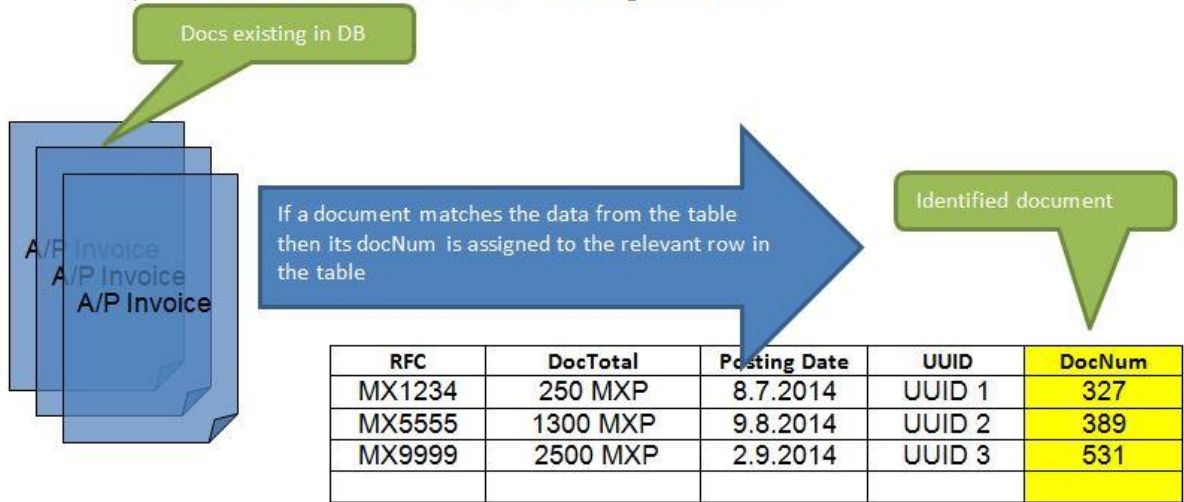 Docs existing in DB
A/P Invoice
A/P Invoice
A/P Invoice
If a document matches the data from the table
then its docNum is assigned to the relevant row in
the table
Identified document
RFC DocTotal Posting Date UUID DocNum
MX1234 250 MXP 8.7.2014 UUID 1 327
MX5555 1300 MXP 9.8.2014 UUID 2 389
MX9999 2500 MXP 2.9.2014 UUID 3 531